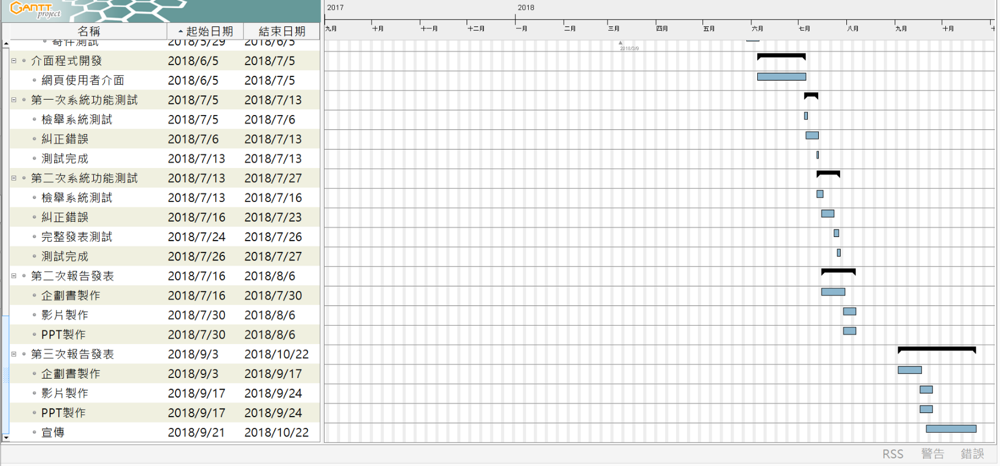 GANTT project
2017 2018
九月 十月 十一月 十二月 一月 二月 三月 四月 五月 六月 七月 八月 九月 十月
名稱 起始日期 結束日期
2018/3/9
寄件測試 2018/5/29 2018/6/5
介面程式開發 2018/6/5 2018/7/5
網頁使用者介面 2018/6/5 2018/7/5
第一次系統功能測試 2018/7/5 2018/7/13
檢舉系統測試 2018/7/5 2018/7/6
糾正錯誤 2018/7/6 2018/7/13
測試完成 2018/7/13 2018/7/13
第二次系統功能測試 2018/7/13 2018/7/27
檢舉系統測試 2018/7/13 2018/7/16
糾正錯誤 2018/7/16 2018/7/23
完整發表測試 2018/7/24 2018/7/26
測試完成 2018/7/26 2018/7/27
第二次報告發表 2018/7/16 2018/8/6
企劃書製作 2018/7/16 2018/7/30
影片製作 2018/7/30 2018/8/6
PPT製作 2018/7/30 2018/8/6
第三次報告發表 2018/9/3 2018/10/22
企劃書製作 2018/9/3 2018/9/17
影片製作 2018/9/17 2018/9/24
PPT製作 2018/9/17 2018/9/24
宣傳 2018/9/21 2018/10/22
RSS 警告 錯誤